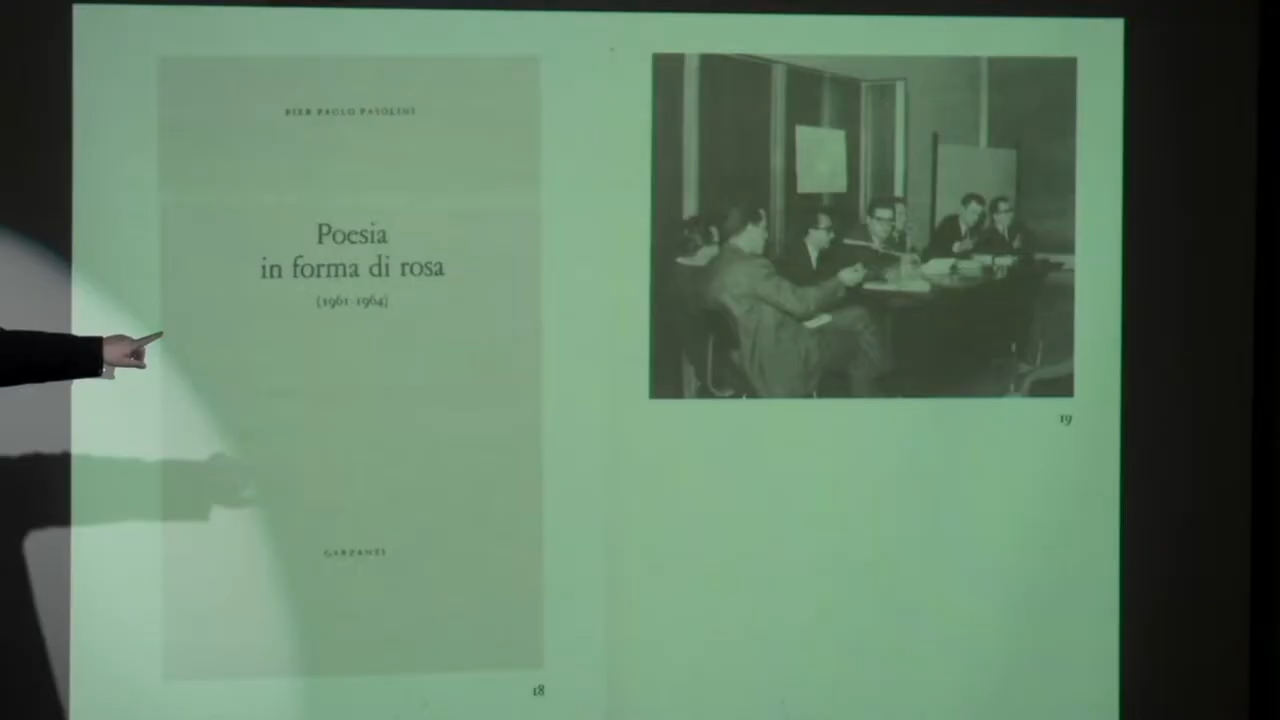 PIER PAOLO PASOLINI
Poesia
in forma di rosa
(1961-1964)
GARZANTI
18
19